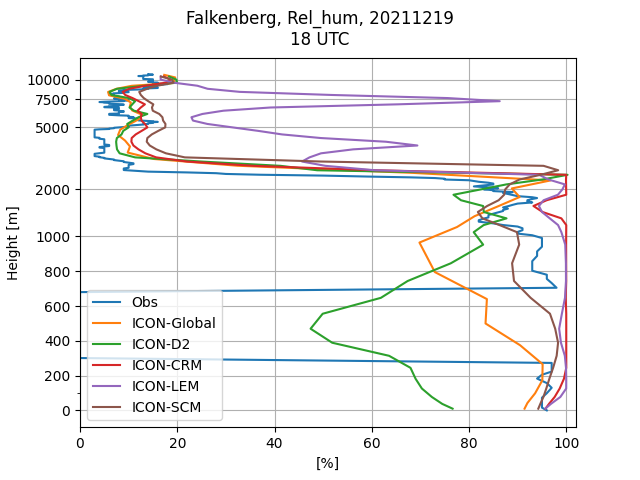 Falkenberg, Rel_hum, 20211219
18 UTC
10000
7500
5000
2000
1000
800
600
400
200
0
Height [m]
Obs
ICON-Global
ICON-D2
ICON-CRM
ICON-LEM
ICON-SCM
0 20 40 60 80 100
[%]